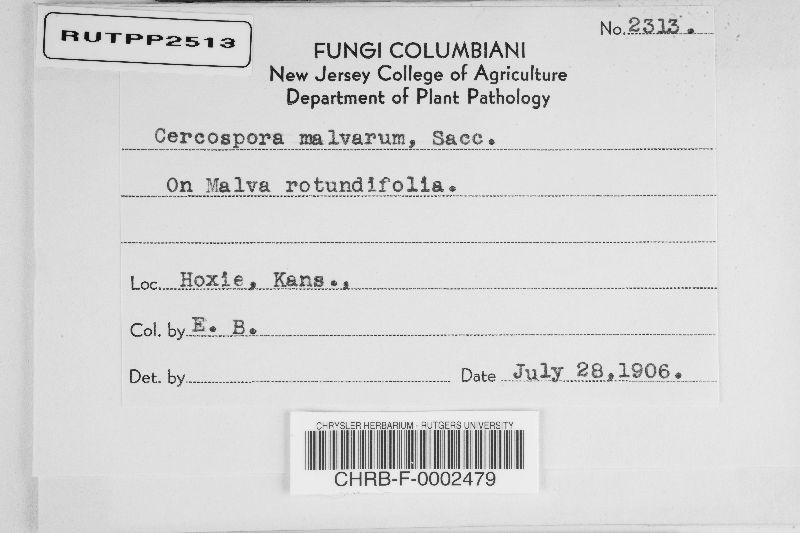 RUTPP2513
No. 2313.
FUNGI COLUMBIANI
New Jersey College of Agriculture
Department of Plant Pathology
Cercospora malvarum, Sacc.
On Malva rotundifolia.
Loc. Hoxie, Kans.,
Col. by E. B.
Det. by Date July 28,1906.
CHRYSLER HERBARIUM - RUTGERS UNIVERSITY
CHRB-F-0002479